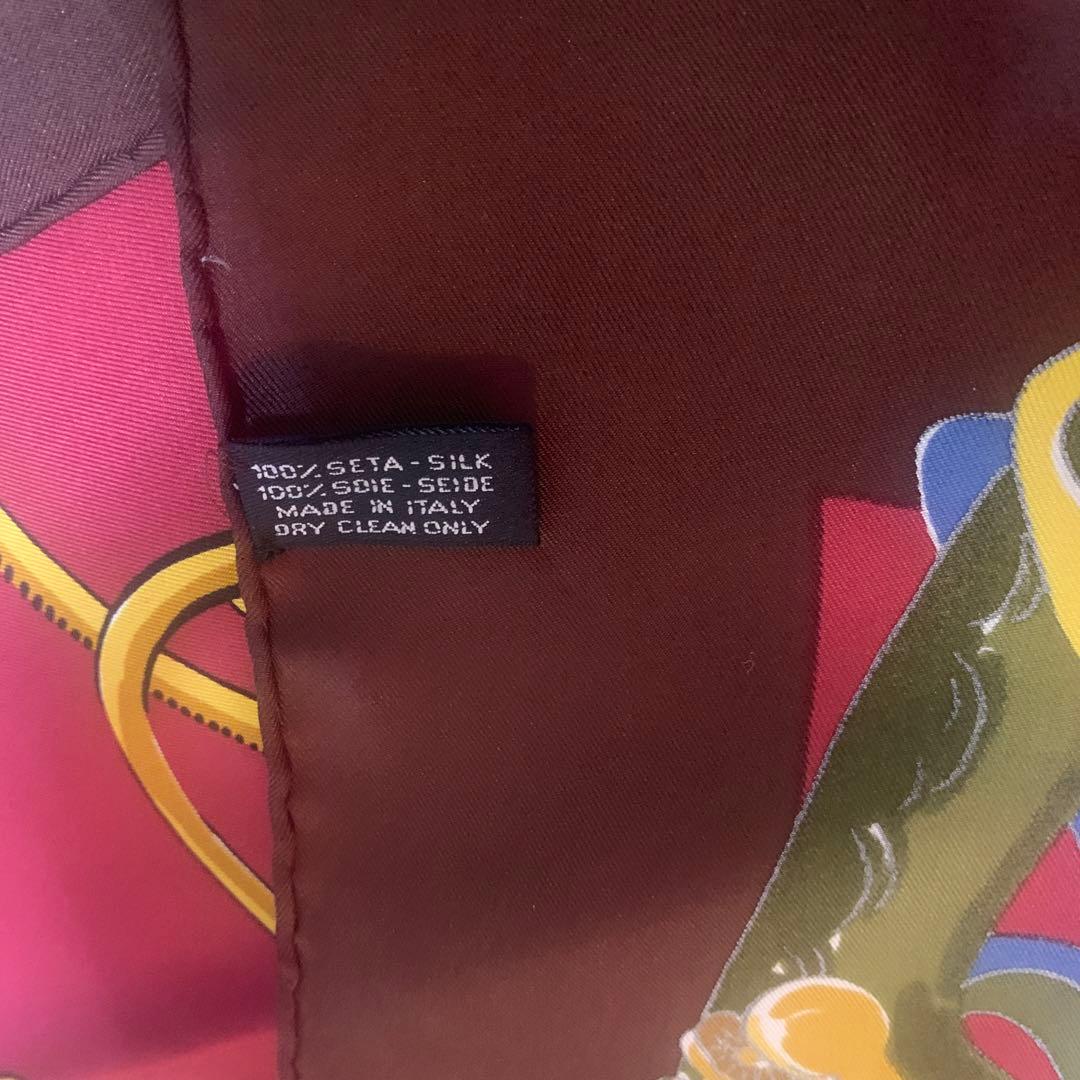 100% SETA - SILK
100% SOIE - SEIDE
MADE IN ITALY
DRY CLEAN ONLY